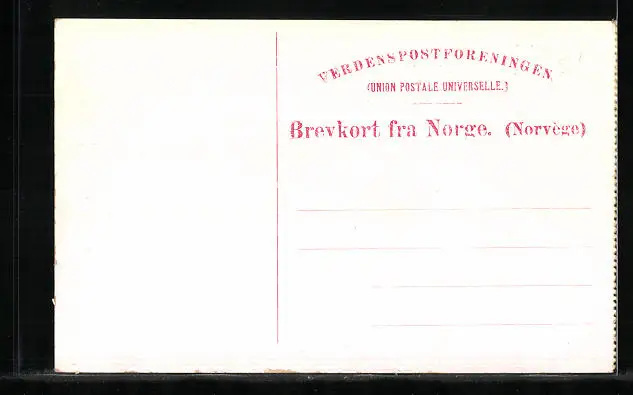 VERDENSPOSTFORENINGEN
(UNION POSTALE UNIVERSELLE.)
Brevkort fra Norge. (Norvège)